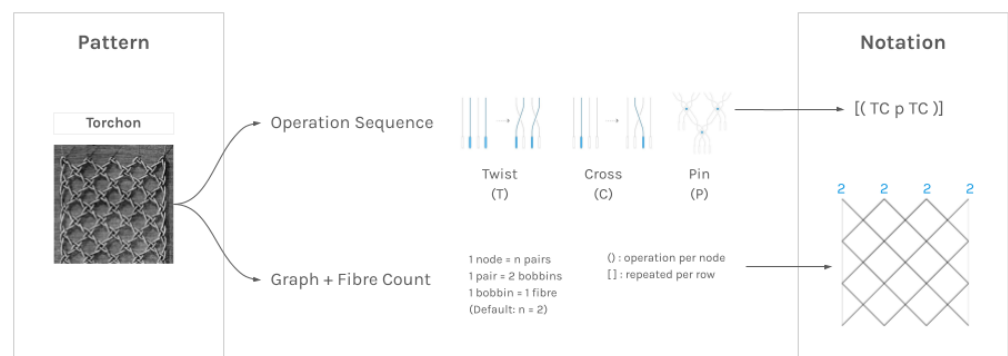 Pattern
Torchon
Operation Sequence
Graph + Fibre Count
Twist
(T)
Cross
(C)
Pin
(P)
1 node = n pairs
1 pair = 2 bobbins
1 bobbin = 1 fibre
(Default: n = 2)
() : operation per node
[ ] : repeated per row
Notation
[( TC p TC )]
2 2 2 2